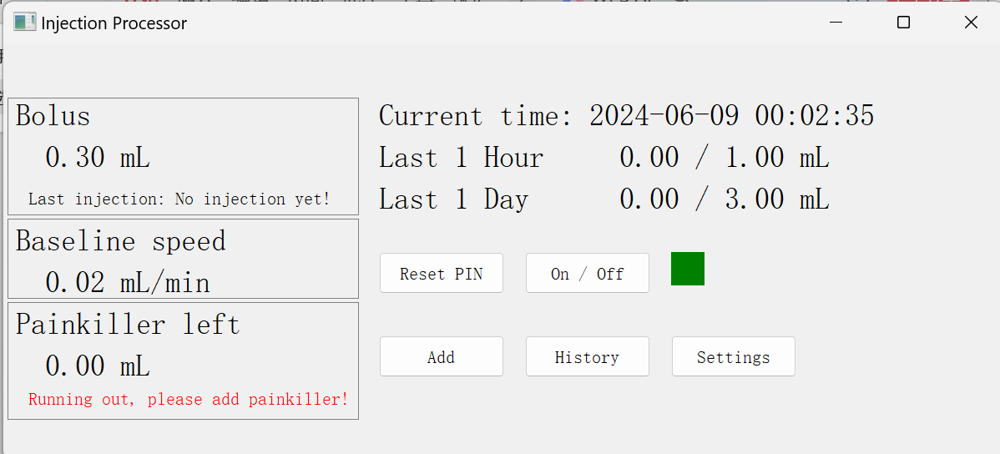 Injection Processor
Bolus
0.30 mL
Last injection: No injection yet!
Baseline speed
0.02 mL/min
Painkiller left
0.00 mL
Running out, please add painkiller!
Current time: 2024-06-09 00:02:35
Last 1 Hour 0.00 / 1.00 mL
Last 1 Day 0.00 / 3.00 mL
Reset PIN On / Off
Add History Settings